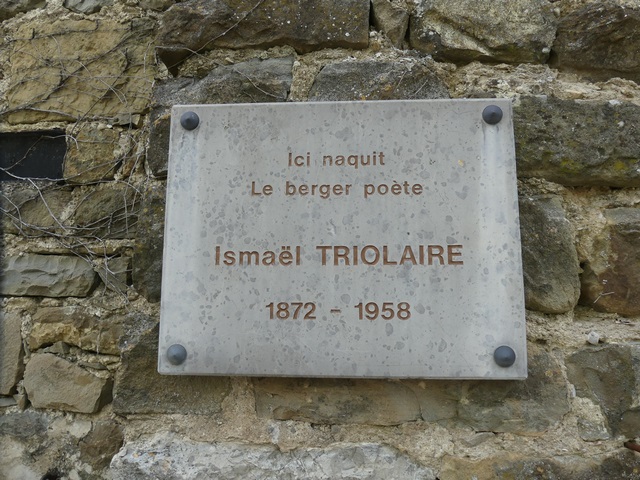 Ici naquit
Le berger poète
Ismaël TRIOLAIRE
1872 - 1958